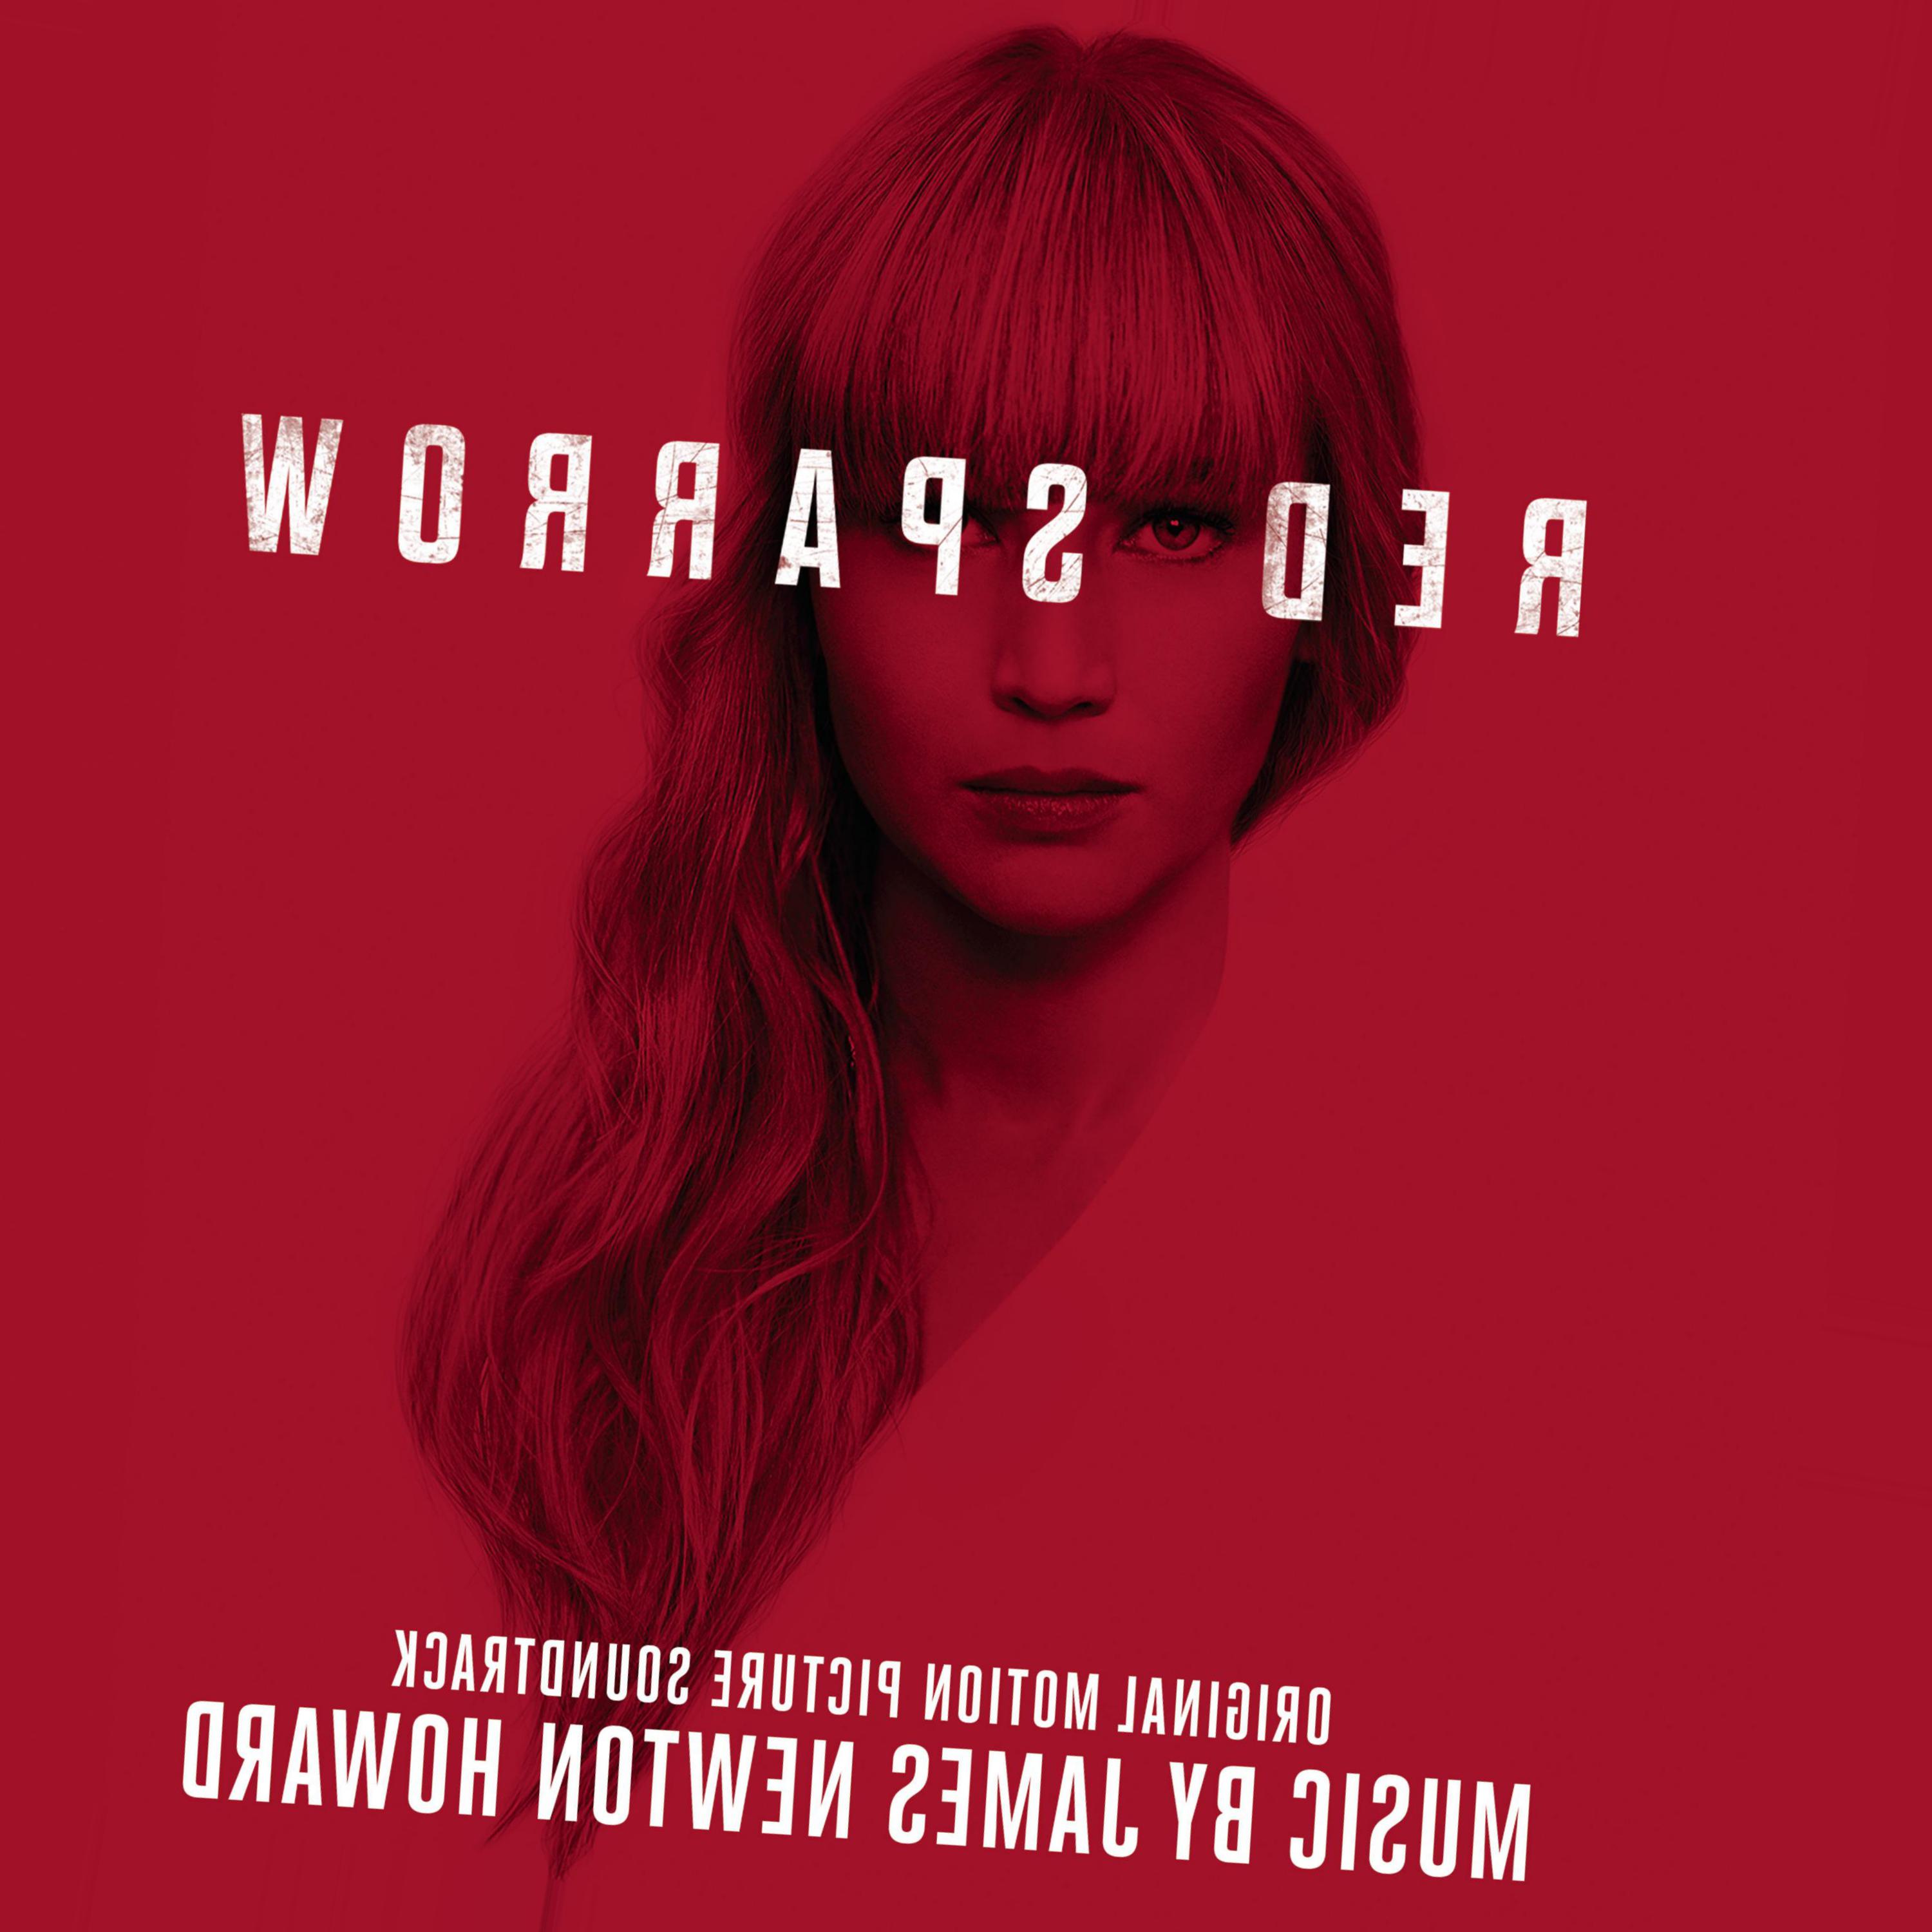 RED SPARROW
ORIGINAL MOTION PICTURE SOUNDTRACK
MUSIC BY JAMES NEWTON HOWARD